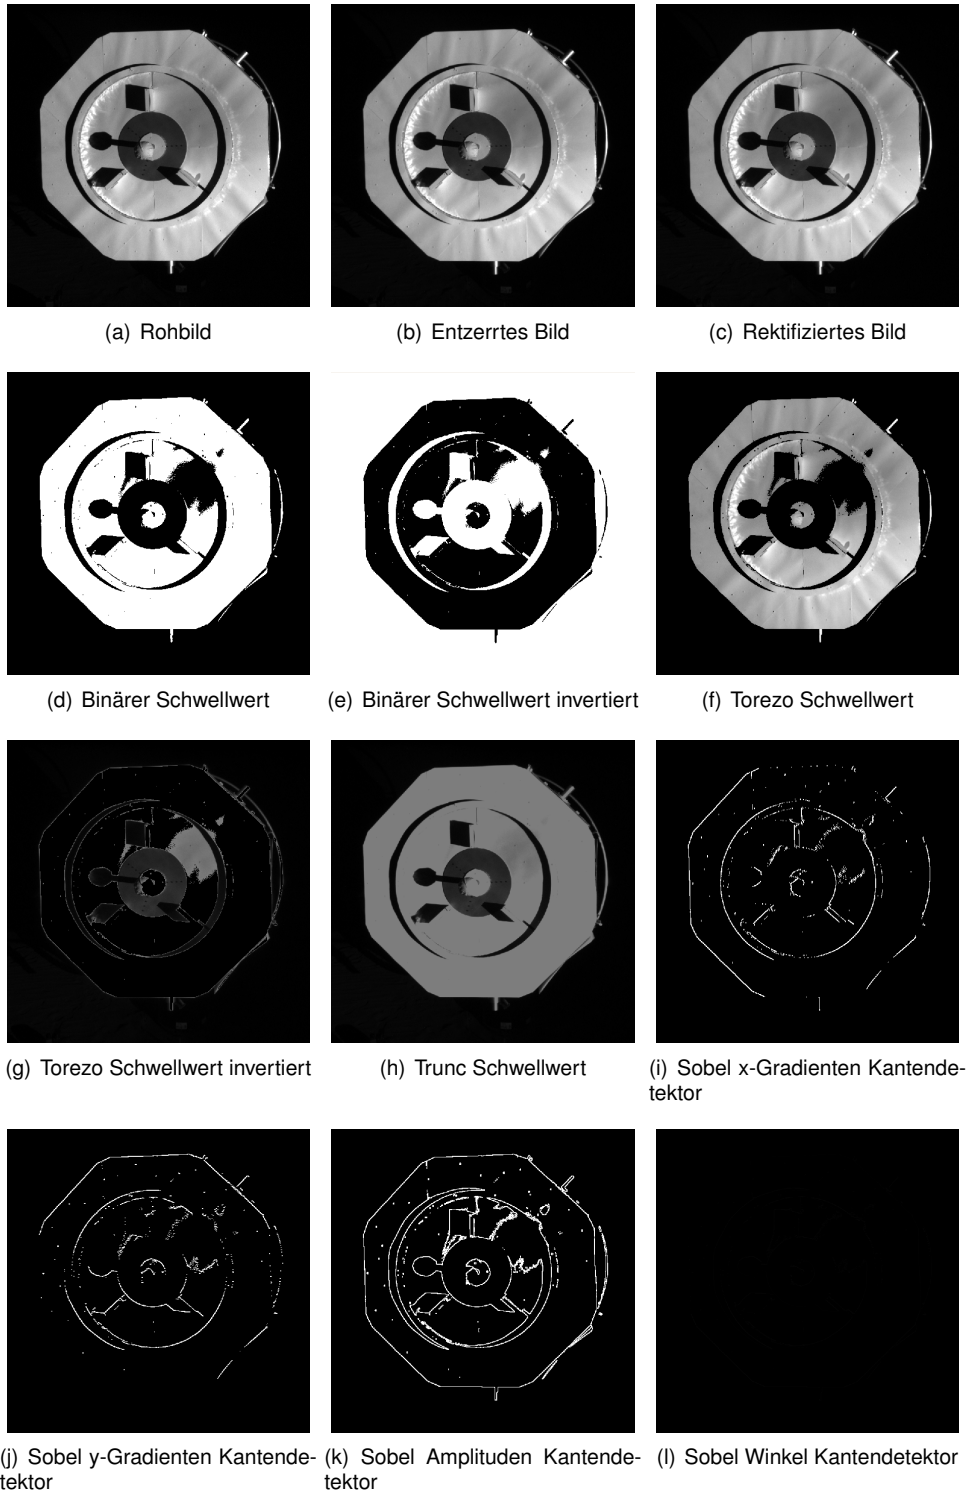 (a) Rohbild
(b) Entzerrtes Bild
(c) Rektifiziertes Bild
(d) Binärer Schwellwert
(e) Binärer Schwellwert invertiert
(f) Torezo Schwellwert
(g) Torezo Schwellwert invertiert
(h) Trunc Schwellwert
(i) Sobel x-Gradienten Kantende-
tektor
(j) Sobel y-Gradienten Kantende-
tektor
(k) Sobel Amplituden Kantende-
tektor
(l) Sobel Winkel Kantendetektor